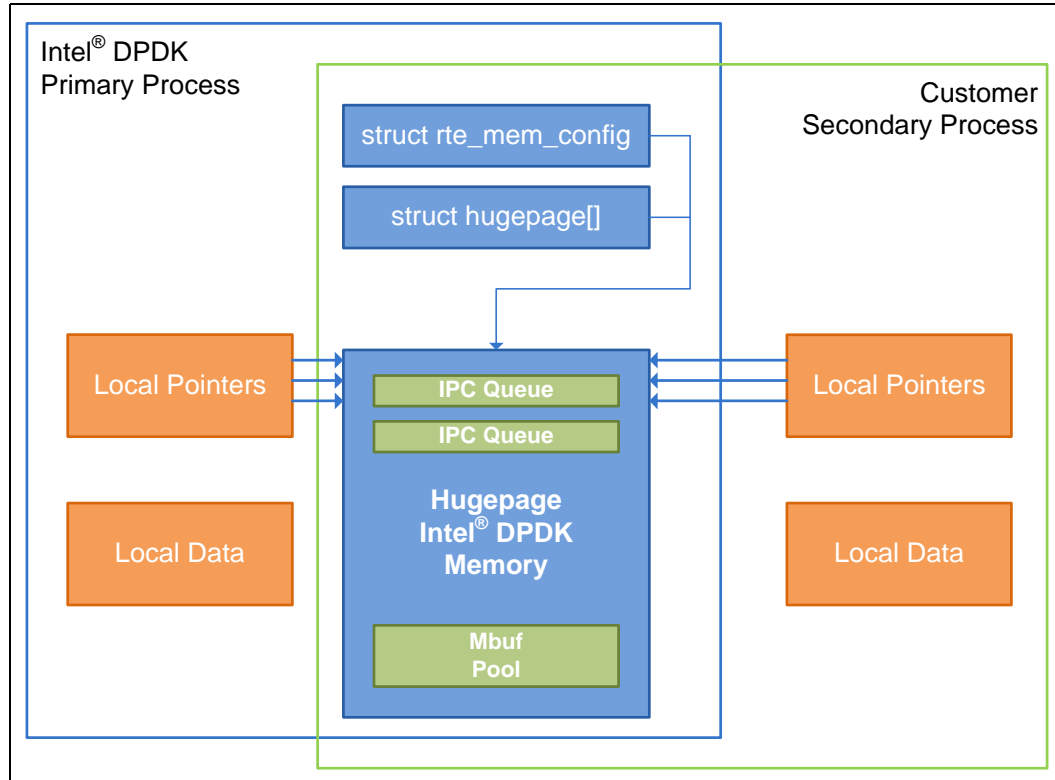 Intel® DPDK
Primary Process
Customer
Secondary Process
struct rte_mem_config
struct hugepage[]
Local Pointers
IPC Queue
IPC Queue
Local Pointers
Hugepage
Intel® DPDK
Memory
Local Data
Local Data
Mbuf
Pool